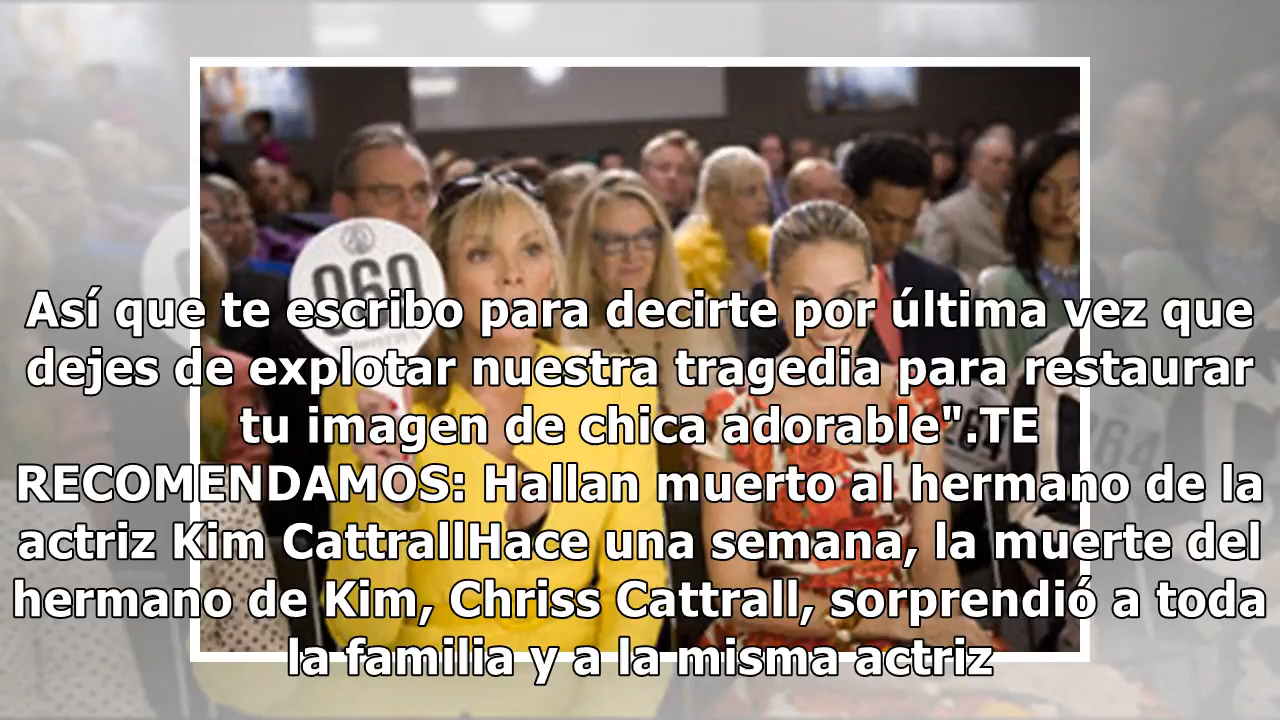 060
Así que te escribo para decirte por última vez que
dejes de explotar nuestra tragedia para restaurar
tu imagen de chica adorable".TE
RECOMENDAMOS: Hallan muerto al hermano de la
actriz Kim CattrallHace una semana, la muerte del
hermano de Kim, Chriss Cattrall, sorprendió a toda
la familia y a la misma actriz
264